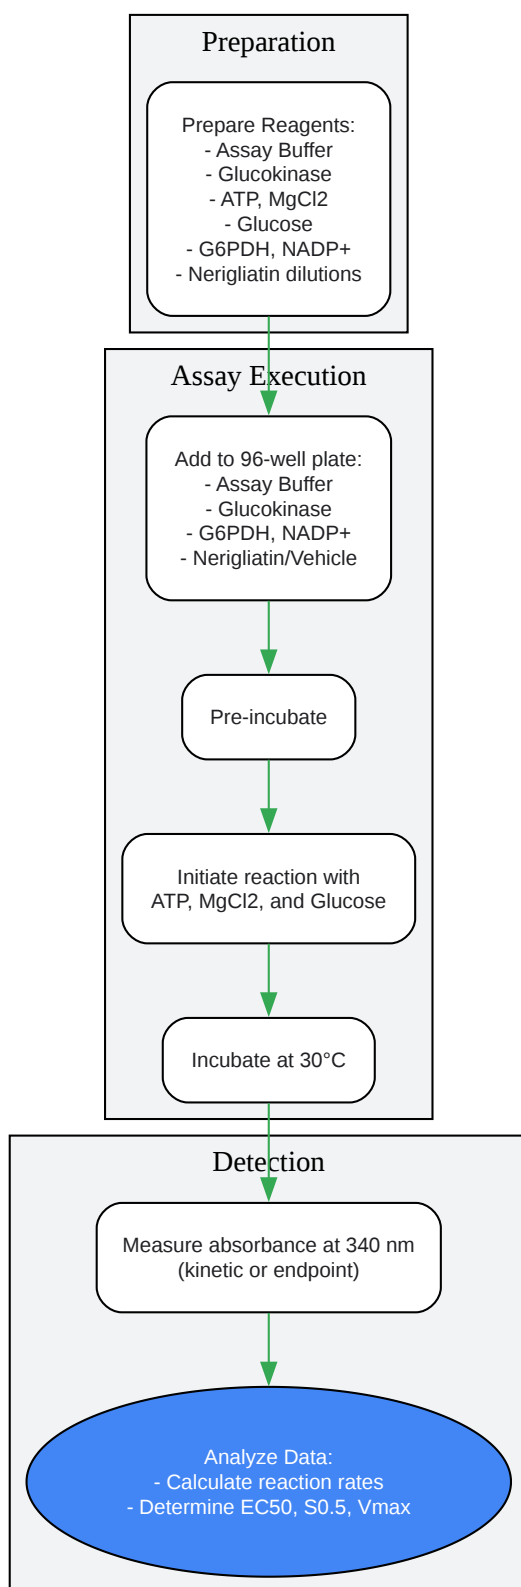 Preparation
Prepare Reagents:
- Assay Buffer
- Glucokinase
- ATP, MgCl2
- Glucose
- G6PDH, NADP+
- Nerigliatin dilutions
Assay Execution
Add to 96-well plate:
- Assay Buffer
- Glucokinase
- G6PDH, NADP+
- Nerigliatin/Vehicle
Pre-incubate
Initiate reaction with
ATP, MgCl2, and Glucose
Incubate at 30°C
Detection
Measure absorbance at 340 nm
(kinetic or endpoint)
Analyze Data:
- Calculate reaction rates
- Determine EC50, S0.5, Vmax